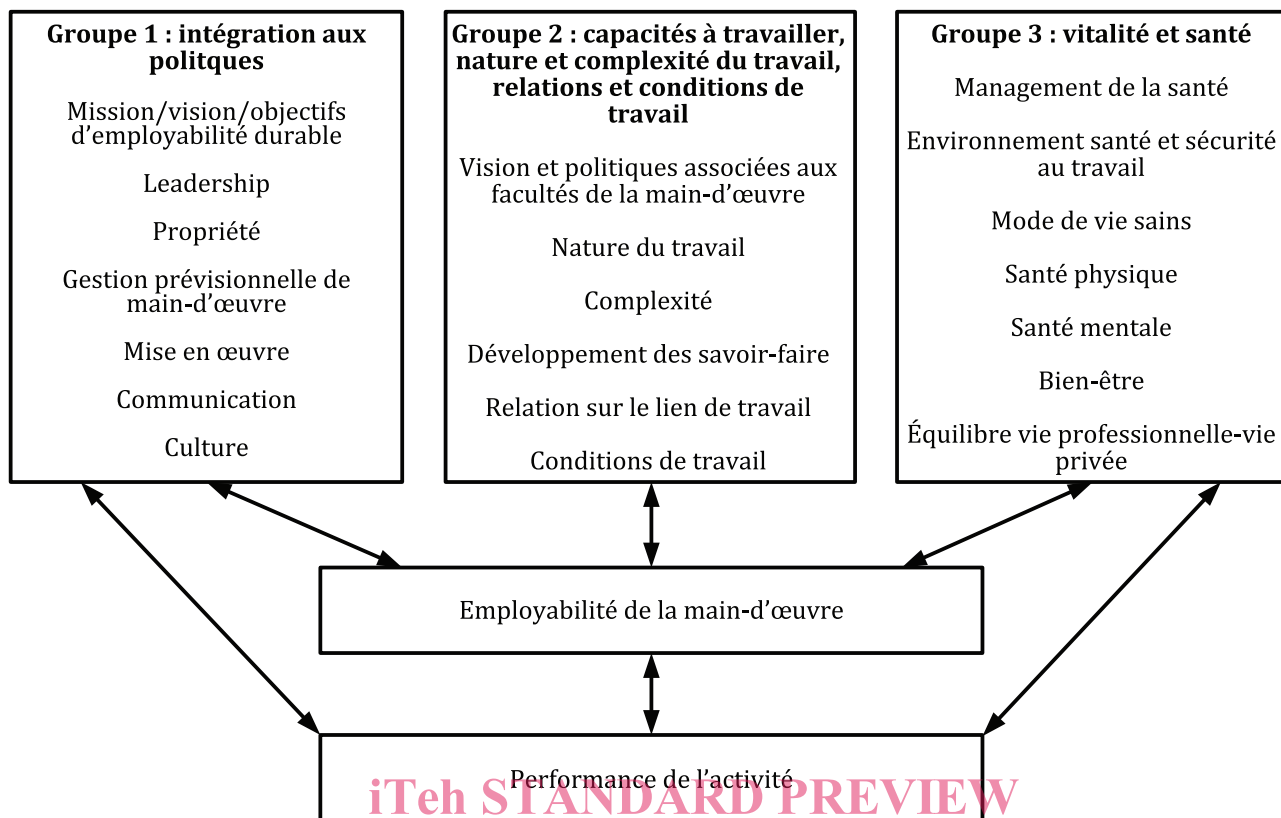 Groupe 1 : intégration aux
politques
Mission/vision/objectifs
d’employabilité durable
Leadership
Propriété
Gestion prévisionnelle de
main-d’œuvre
Mise en œuvre
Communication
Culture
Groupe 2 : capacités à travailler,
nature et complexité du travail,
relations et conditions de
travail
Vision et politiques associées aux
facultés de la main-d’œuvre
Nature du travail
Complexité
Développement des savoir-faire
Relation sur le lien de travail
Conditions de travail
Groupe 3 : vitalité et santé
Management de la santé
Environnement santé et sécurité
au travail
Mode de vie sains
Santé physique
Santé mentale
Bien-être
Équilibre vie professionnelle-vie
privée
Employabilité de la main-d’œuvre
Performance de l’activité
iTeh STANDARD PREVIEW